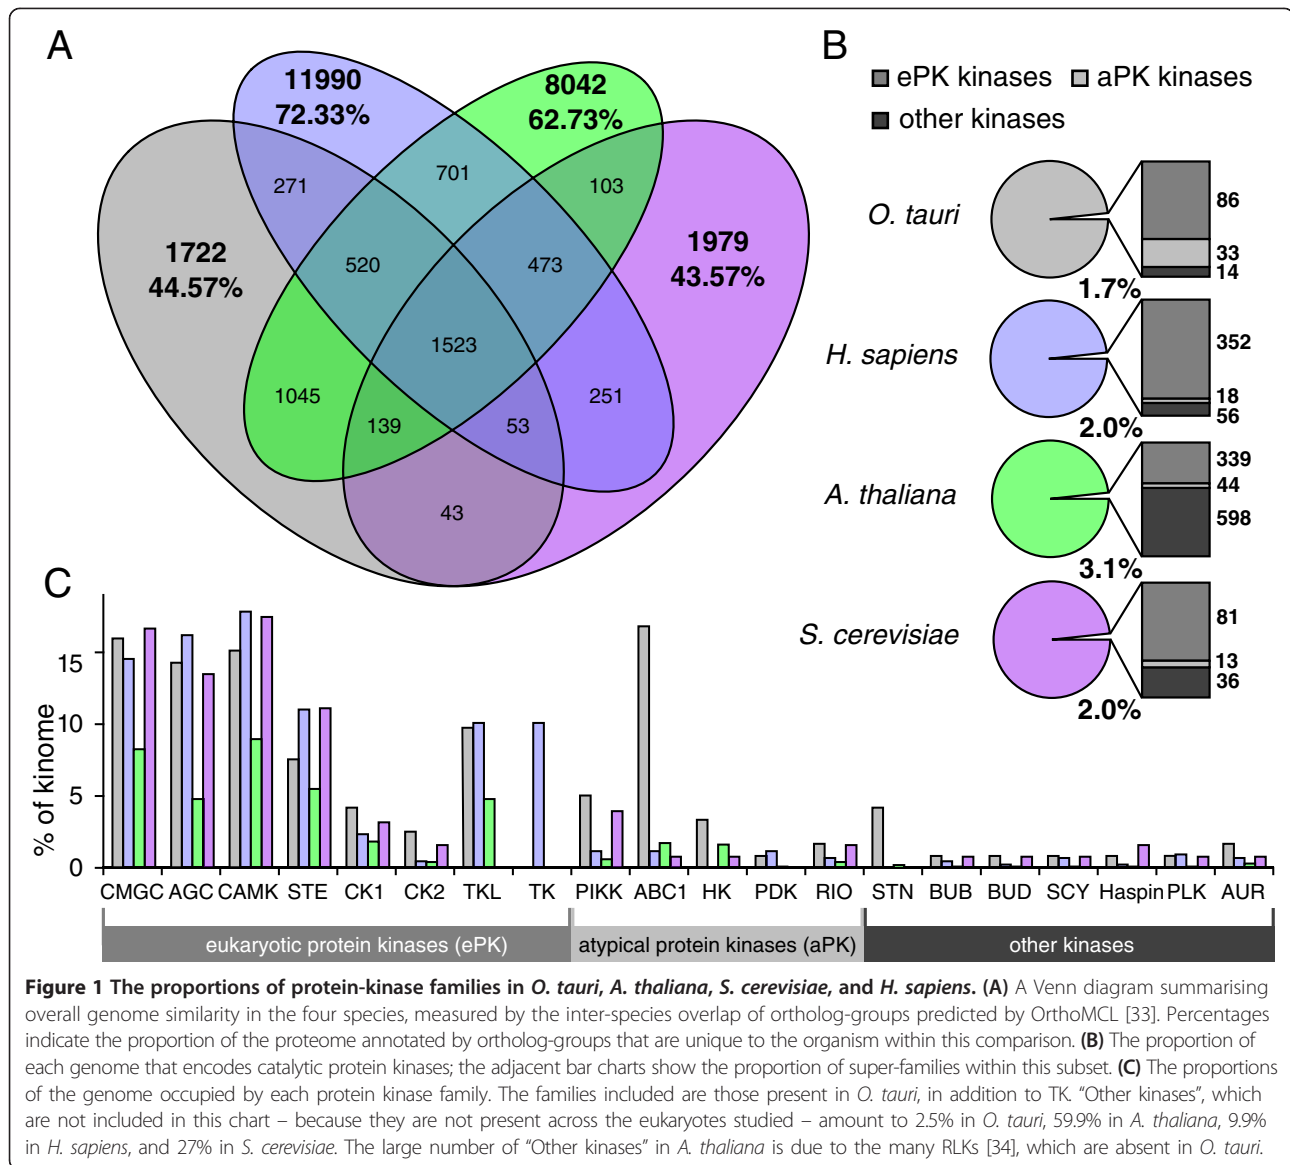 A
11990
72.33%
8042
62.73%
271
701
103
1722
44.57%
520
473
1979
43.57%
1523
1045
139
53
251
43
B
ePK kinases
aPK kinases
other kinases
O. tauri
86
33
14
1.7%
H. sapiens
352
18
56
2.0%
A. thaliana
339
44
598
3.1%
S. cerevisiae
81
13
36
2.0%
C
% of kinome
15
10
5
0
CMGC AGC CAMK STE CK1 CK2 TKL TK PIKK ABC1 HK PDK RIO STN BUB BUD SCY Haspin PLK AUR
eukaryotic protein kinases (ePK)
atypical protein kinases (aPK)
other kinases
Figure 1 The proportions of protein-kinase families in O. tauri, A. thaliana, S. cerevisiae, and H. sapiens. (A) A Venn diagram summarising
overall genome similarity in the four species, measured by the inter-species overlap of ortholog-groups predicted by OrthoMCL [33]. Percentages
indicate the proportion of the proteome annotated by ortholog-groups that are unique to the organism within this comparison. (B) The proportion of
each genome that encodes catalytic protein kinases; the adjacent bar charts show the proportion of super-families within this subset. (C) The proportions
of the genome occupied by each protein kinase family. The families included are those present in O. tauri, in addition to TK. “Other kinases”, which
are not included in this chart – because they are not present across the eukaryotes studied – amount to 2.5% in O. tauri, 59.9% in A. thaliana, 9.9%
in H. sapiens, and 27% in S. cerevisiae. The large number of “Other kinases” in A. thaliana is due to the many RLKs [34], which are absent in O. tauri.